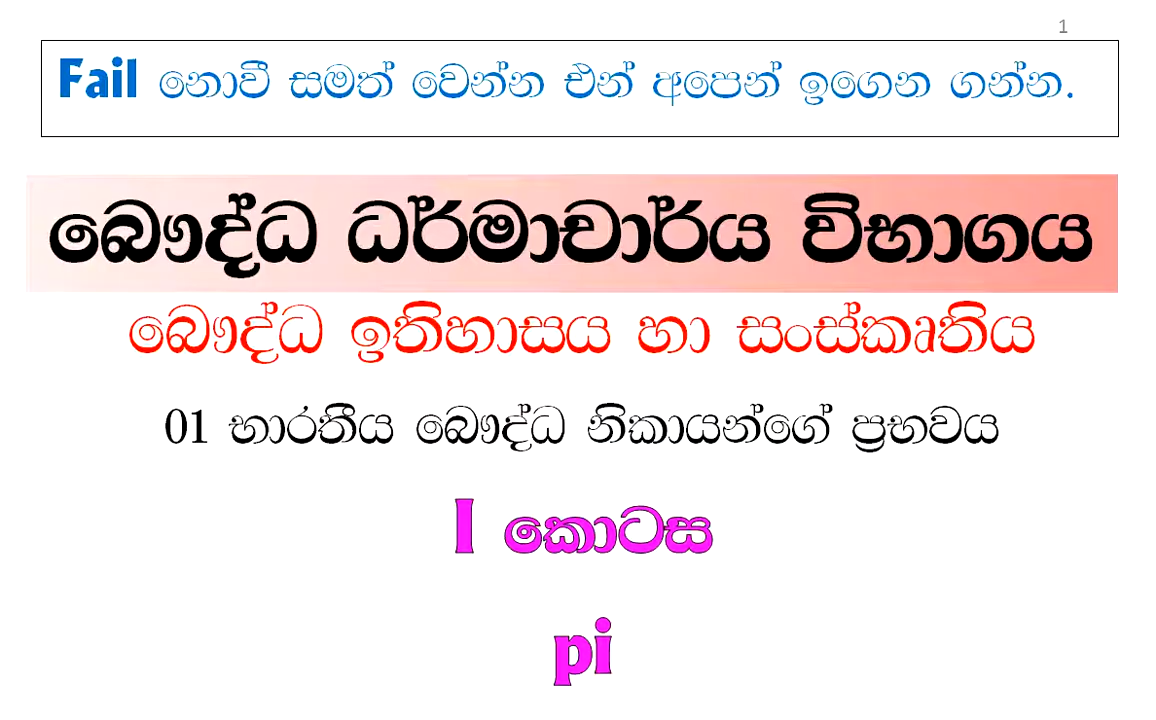 1
Fail නොවී සමත් වෙන්න එන් අපෙන් ඉගෙන ගන්න.
බෞද්ධ ධර්මාචාර්ය විභාගය
බෞද්ධ ඉතිහාසය හා සංස්කෘතිය
01 භාරතීය බෞද්ධ නිකායන්ගේ ප්‍රභවය
I කොටස
pi